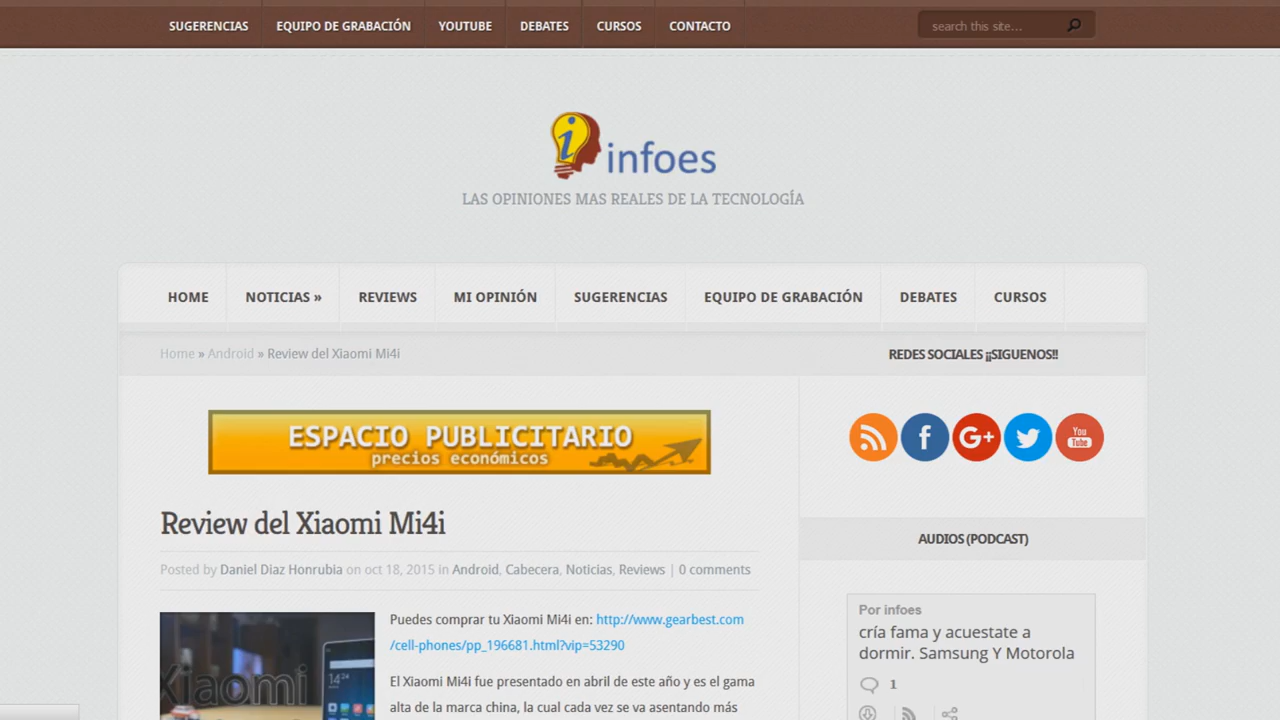 SUGERENCIAS EQUIPO DE GRABACIÓN YOUTUBE DEBATES CURSOS CONTACTO search this site...
i infoes
LAS OPINIONES MAS REALES DE LA TECNOLOGÍA
HOME NOTICIAS » REVIEWS MI OPINIÓN SUGERENCIAS EQUIPO DE GRABACIÓN DEBATES CURSOS
Home » Android » Review del Xiaomi Mi4i
REDES SOCIALES ¡¡SIGUENOS!!
ESPACIO PUBLICITARIO
precios económicos
f G+ You Tube
Review del Xiaomi Mi4i
Posted by Daniel Diaz Honrubia on oct 18, 2015 in Android, Cabecera, Noticias, Reviews | 0 comments
Xiaomi
14:24
Puedes comprar tu Xiaomi Mi4i en: http://www.gearbest.com
/cell-phones/pp_196681.html?vip=53290
El Xiaomi Mi4i fue presentado en abril de este año y es el gama
alta de la marca china, la cual cada vez se va asentando más
AUDIOS (PODCAST)
Por infoes
cría fama y acuestate a
dormir. Samsung Y Motorola
1